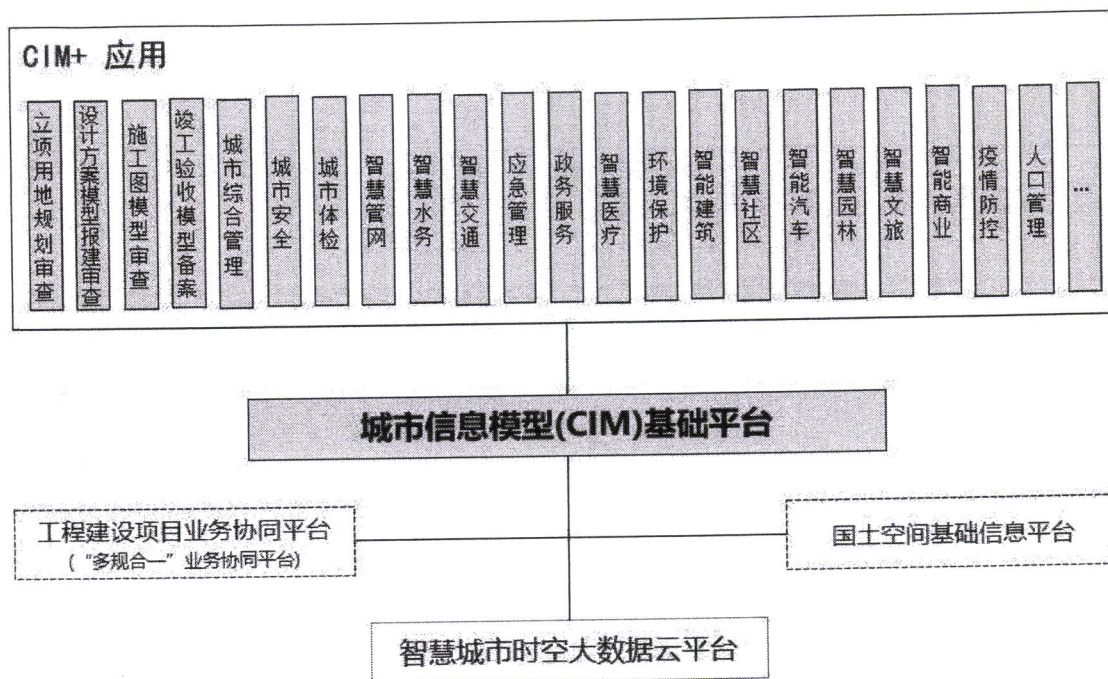 CIM+ 应用
立项用地规划审查
设计方案模型报建审查
施工图模型审查
竣工验收模型备案
城市综合管理
城市安全
城市体检
智慧管网
智慧水务
智慧交通
应急管理
政务服务
智慧医疗
环境保护
智能建筑
智慧社区
智能汽车
智慧园林
智慧文旅
智能商业
疫情防控
人口管理
...
城市信息模型(CIM)基础平台
工程建设项目业务协同平台
(“多规合一”业务协同平台)
国土空间基础信息平台
智慧城市时空大数据云平台